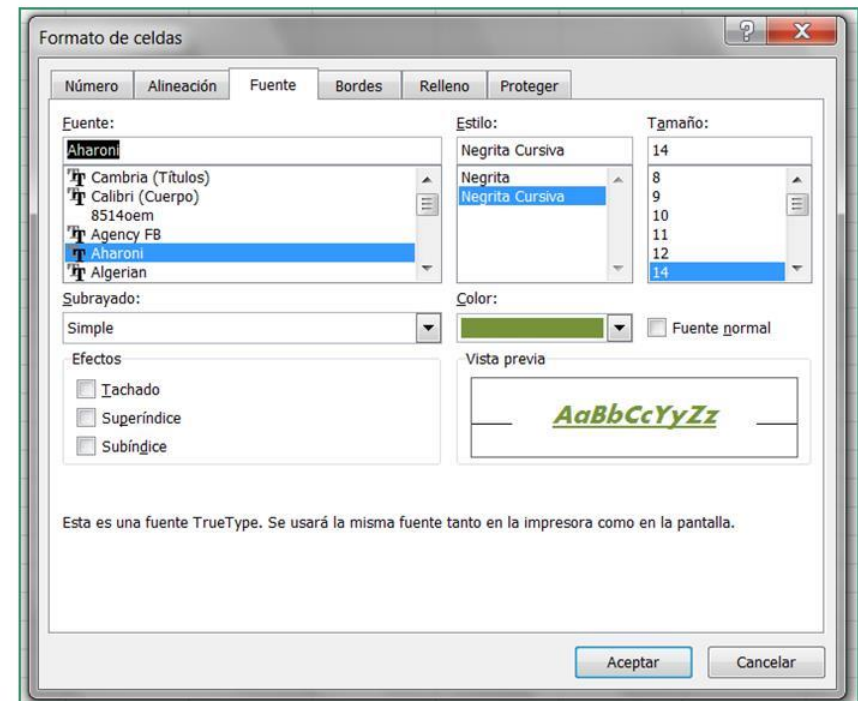 Formato de celdas
Número Alineación Fuente Bordes Relleno Proteger
Fuente: Estilo: Tamaño:
Aharoni Negrita Cursiva 14
Cambria (Títulos) Negrita 8
Calibri (Cuerpo) Negrita Cursiva 9
8514oem 10
Agency FB 11
Aharoni 12
Algerian 14
Subrayado: Color:
Simple Fuente normal
Efectos Vista previa
Tachado
Superíndice AaBbCcYyZz
Subíndice
Esta es una fuente TrueType. Se usará la misma fuente tanto en la impresora como en la pantalla.
Aceptar Cancelar